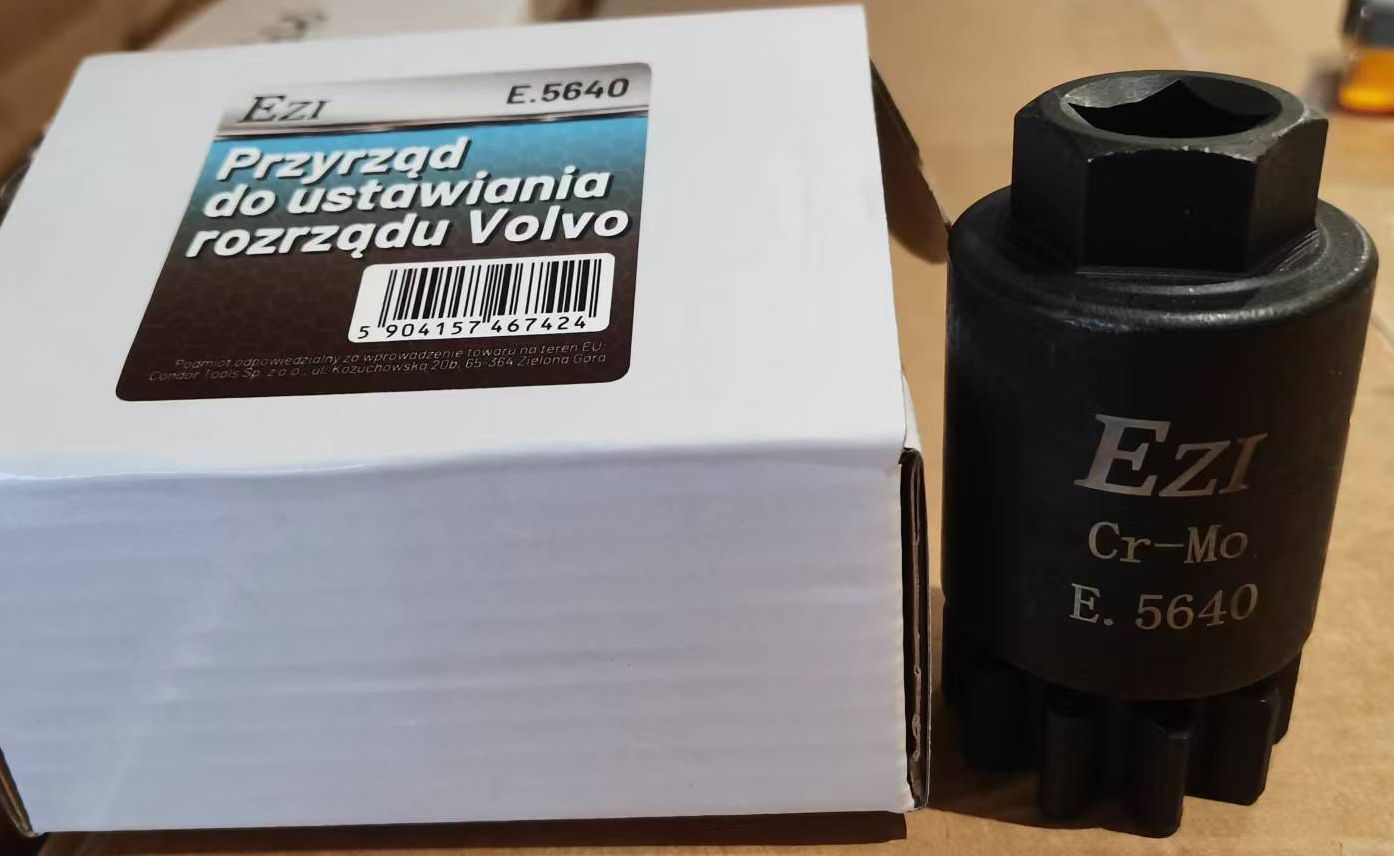 EZI E.5640
Przyrząd
do ustawiania
rozrządu Volvo
5 904157 467424
Podmiot odpowiedzialny za wprowadzenie towaru na teren EU:
Condor Tools Sp. z o.o., ul. Kożuchowska 20b, 65-364 Zielona Góra
EZI
Cr-Mo
E. 5640